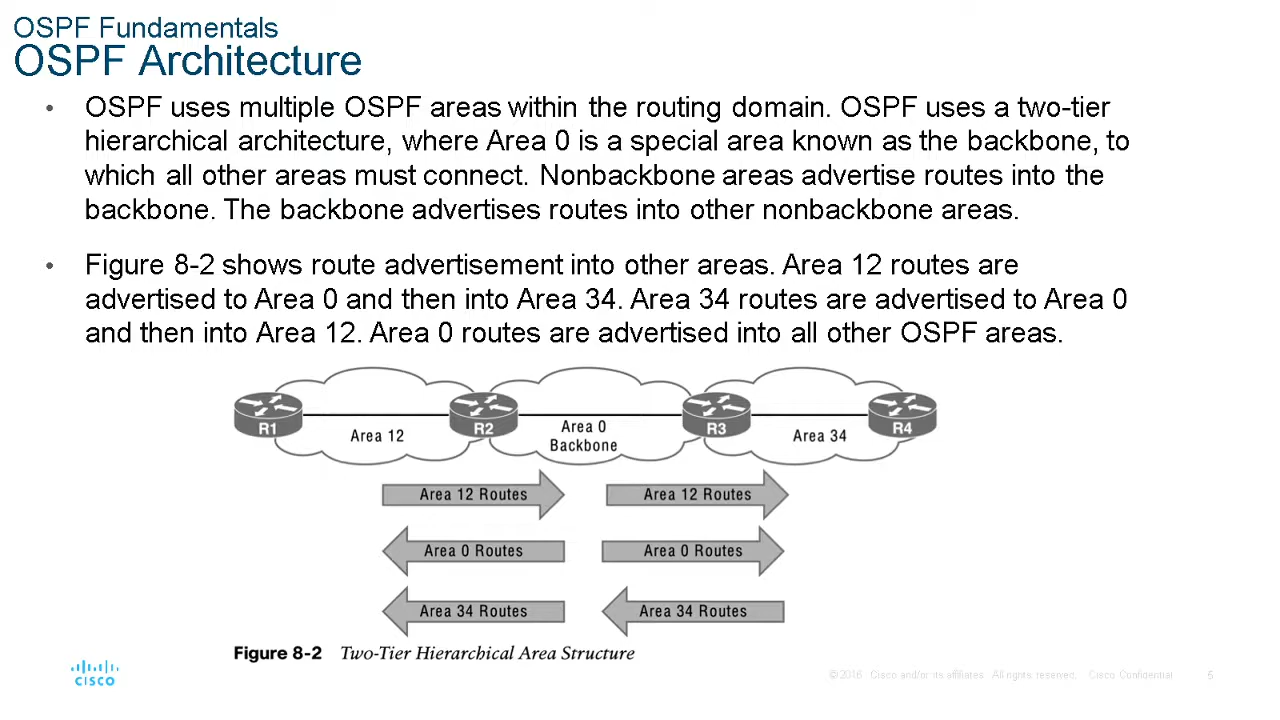 OSPF Fundamentals
OSPF Architecture
• OSPF uses multiple OSPF areas within the routing domain. OSPF uses a two-tier
hierarchical architecture, where Area 0 is a special area known as the backbone, to
which all other areas must connect. Nonbackbone areas advertise routes into the
backbone. The backbone advertises routes into other nonbackbone areas.
• Figure 8-2 shows route advertisement into other areas. Area 12 routes are
advertised to Area 0 and then into Area 34. Area 34 routes are advertised to Area 0
and then into Area 12. Area 0 routes are advertised into all other OSPF areas.
R1 Area 12 R2 Area 0 R3 Area 34 R4
Backbone
Area 12 Routes Area 12 Routes
Area 0 Routes Area 0 Routes
Area 34 Routes Area 34 Routes
Figure 8-2 Two-Tier Hierarchical Area Structure
CISCO
© 2016 Cisco and/or its affiliates. All rights reserved. Cisco Confidential 5